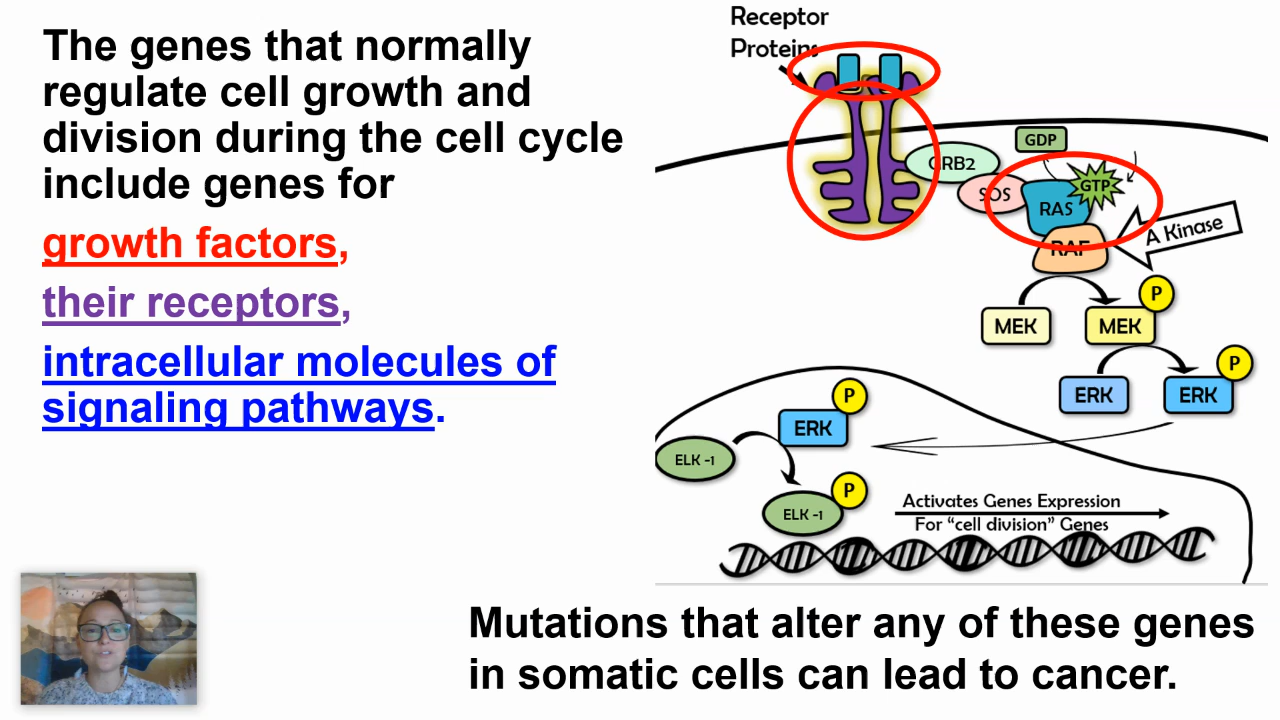 The genes that normally
regulate cell growth and
division during the cell cycle
include genes for
growth factors,
their receptors,
intracellular molecules of
signaling pathways.
Receptor
Proteins
GDP
GRB2
SOS
GTP
RAS
RAF
A Kinase
P
MEK
MEK
P
ERK
ERK
P
ERK
ELK -1
P
ELK -1
Activates Genes Expression
For "cell division" Genes
Mutations that alter any of these genes
in somatic cells can lead to cancer.